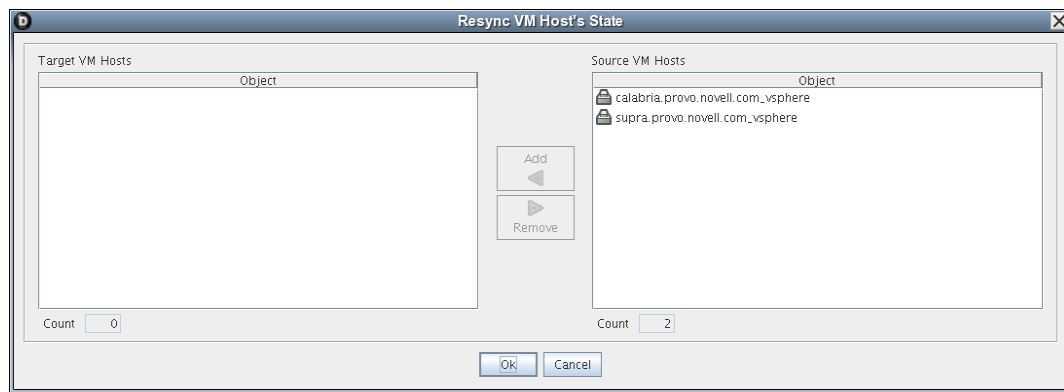 Resync VM Host's State
Target VM Hosts
Object
Count 0
Add
Remove
Source VM Hosts
Object
calabria.provo.novell.com_vsphere
supra.provo.novell.com_vsphere
Count 2
Ok Cancel